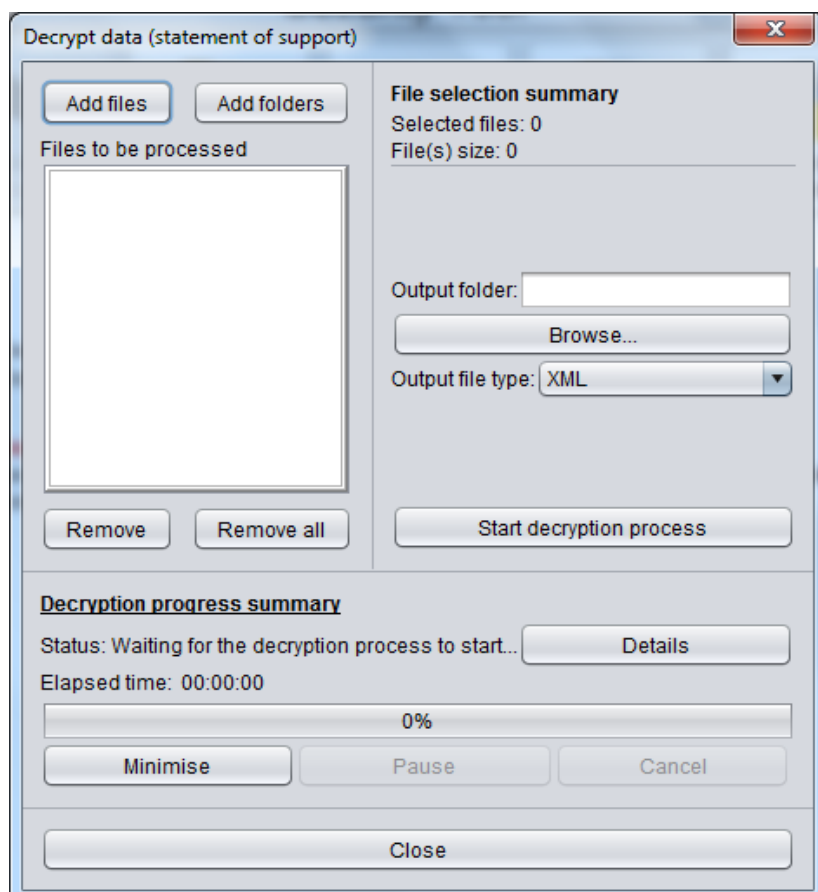 Decrypt data (statement of support)
Add files
Add folders
Files to be processed
Remove
Remove all
File selection summary
Selected files: 0
File(s) size: 0
Output folder:
Browse...
Output file type: XML
Start decryption process
Decryption progress summary
Status: Waiting for the decryption process to start...
Details
Elapsed time: 00:00:00
0%
Minimise
Pause
Cancel
Close